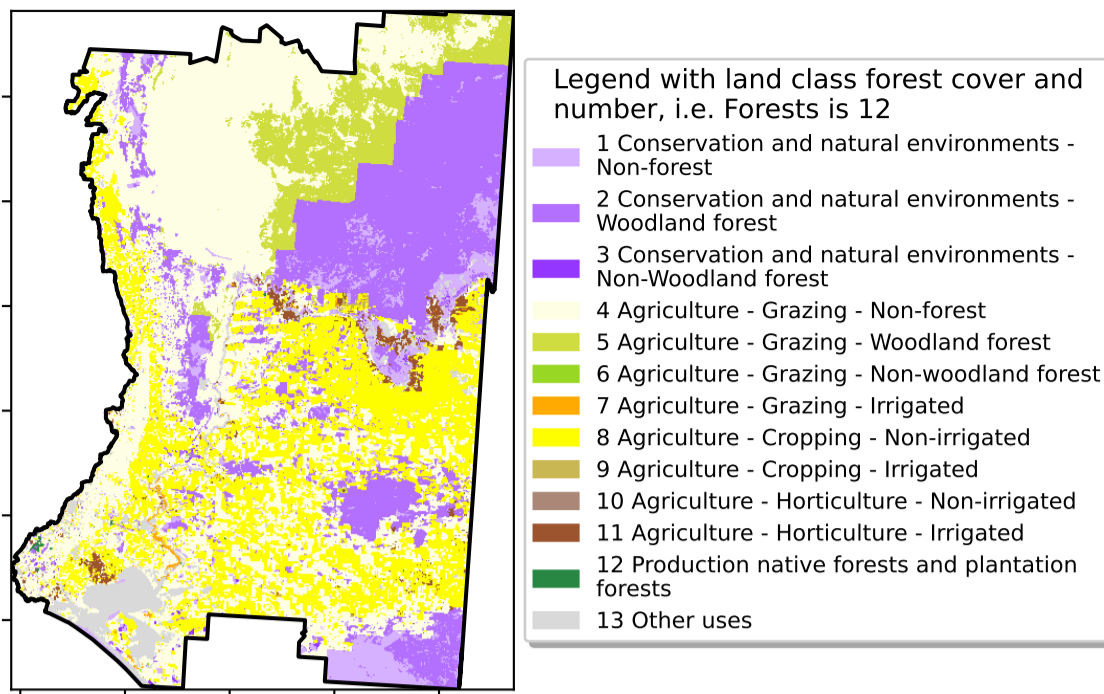 Legend with land class forest cover and
number, i.e. Forests is 12
1 Conservation and natural environments -
Non-forest
2 Conservation and natural environments -
Woodland forest
3 Conservation and natural environments -
Non-Woodland forest
4 Agriculture - Grazing - Non-forest
5 Agriculture - Grazing - Woodland forest
6 Agriculture - Grazing - Non-woodland forest
7 Agriculture - Grazing - Irrigated
8 Agriculture - Cropping - Non-irrigated
9 Agriculture - Cropping - Irrigated
10 Agriculture - Horticulture - Non-irrigated
11 Agriculture - Horticulture - Irrigated
12 Production native forests and plantation
forests
13 Other uses